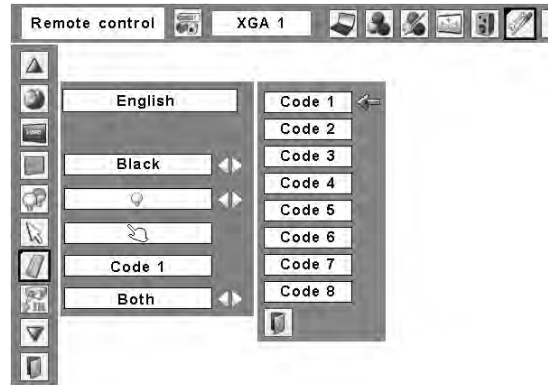 Remote control
XGA 1
English
Black
Code 1
Both
Code 1
Code 2
Code 3
Code 4
Code 5
Code 6
Code 7
Code 8